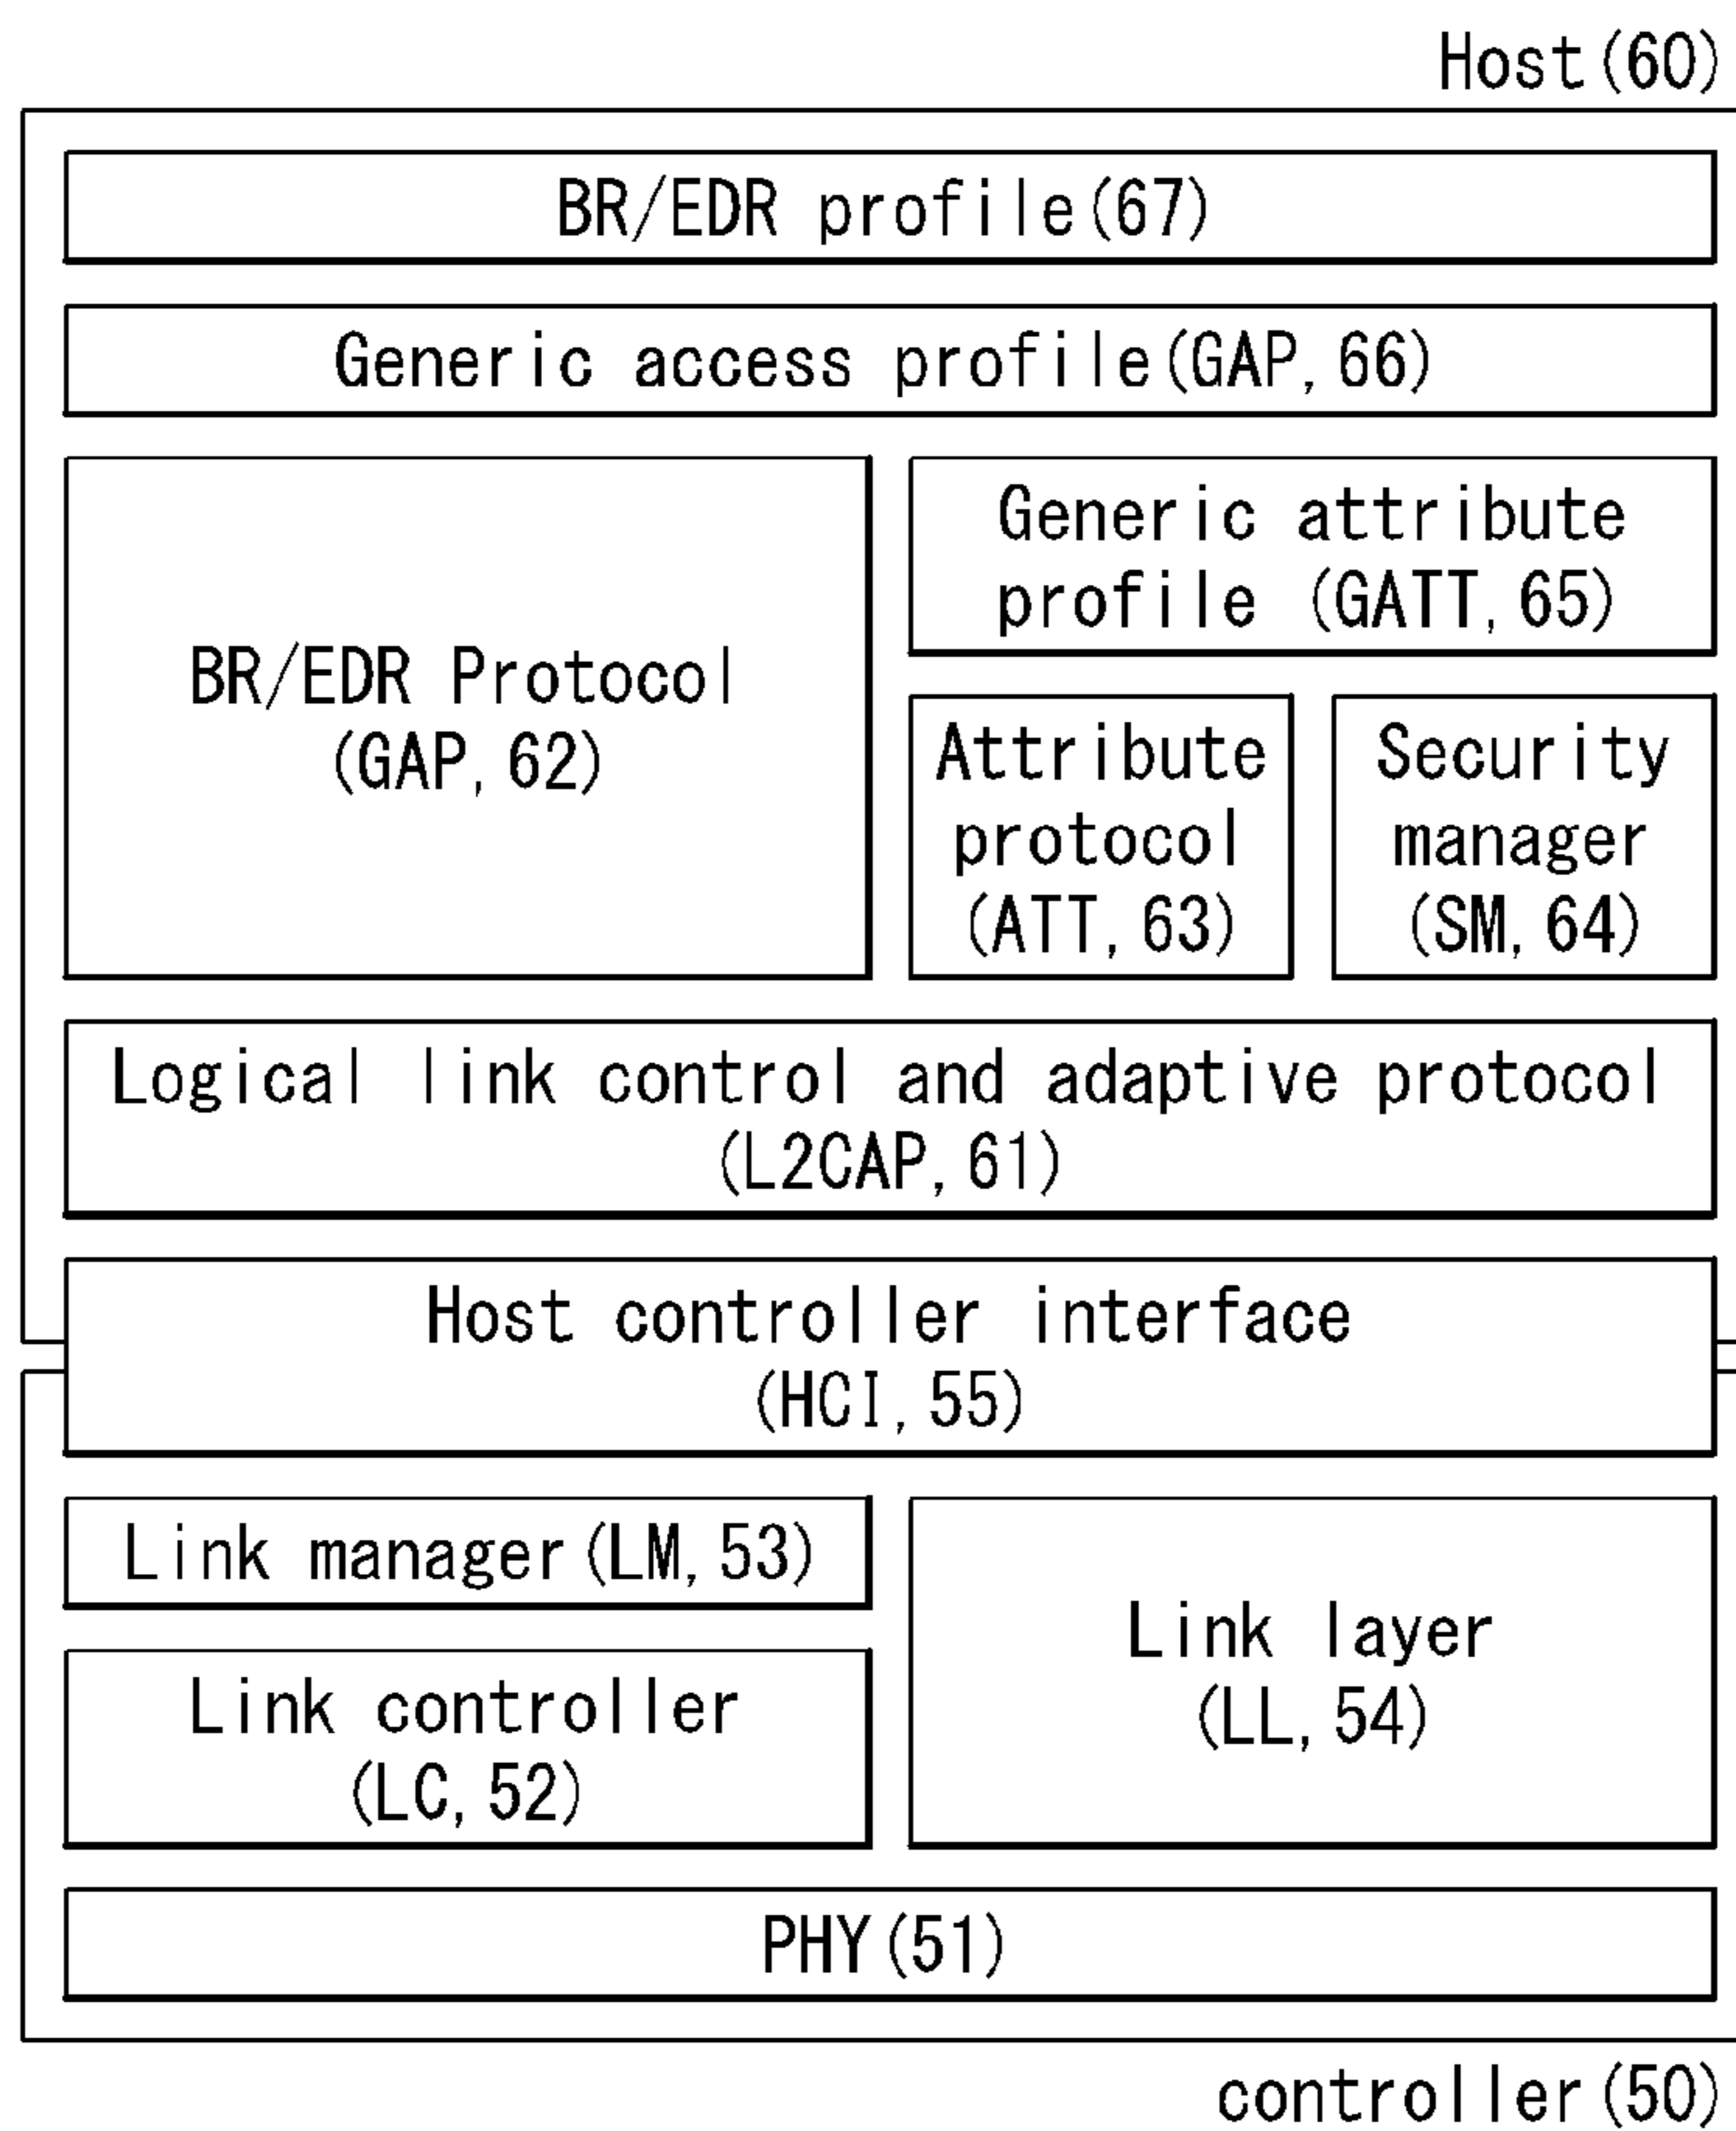 Host(60)
BR/EDR profile(67)
Generic access profile(GAP, 66)
BR/EDR Protocol
(GAP, 62)
Generic attribute
profile (GATT, 65)
Attribute
protocol
(ATT, 63)
Security
manager
(SM, 64)
Logical link control and adaptive protocol
(L2CAP, 61)
Host controller interface
(HCI, 55)
Link manager(LM, 53)
Link controller
(LC, 52)
Link layer
(LL, 54)
PHY(51)
controller(50)